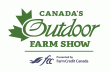 CANADA'S
Outdoor
FARM SHOW
Presented by
fcc FarmCredit Canada